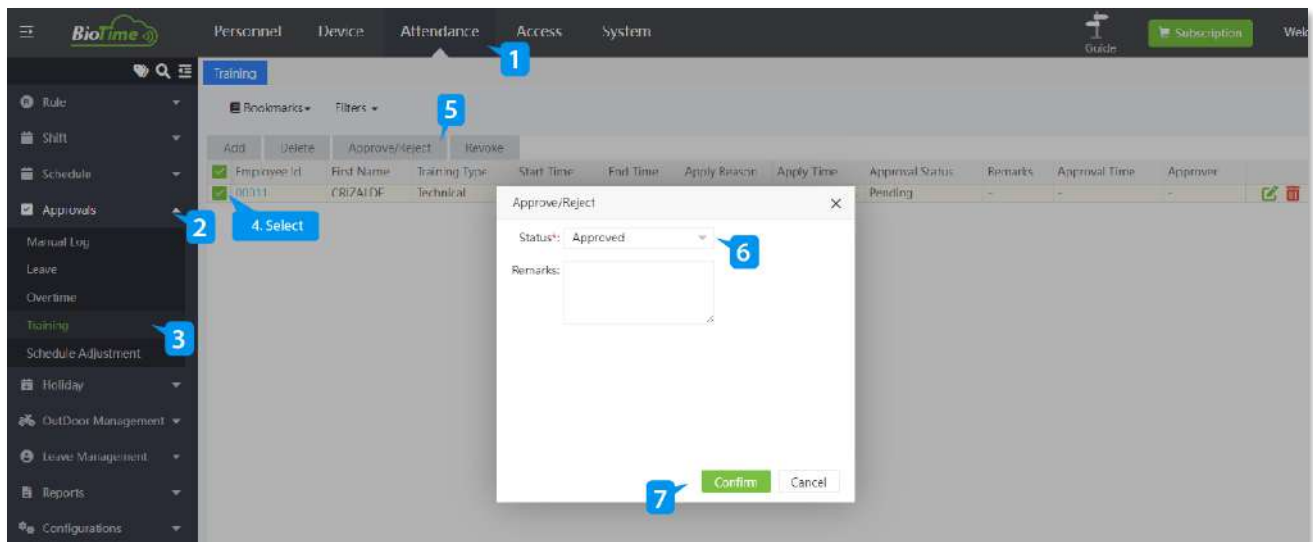 BioTime Personnel Device Attendance Access System Guide Subscription Wel
1
Training
Rule
Bookmarks Filters
5
Shift
Add Delete Approve/Reject Revoke
Schedule
Employee Id First Name Training Type Start Time End Time Apply Reason Apply Time Approval Status Remarks Approval Time Approver
00011 CRIZALDE Technical Pending - - -
Approvals
2
4. Select
Approve/Reject
Status*: Approved
6
Manual Log
Leave
Remarks:
Overtime
Training
3
Schedule Adjustment
Holiday
OutDoor Management
Leave Management
Reports
Confirm Cancel
7
Configurations